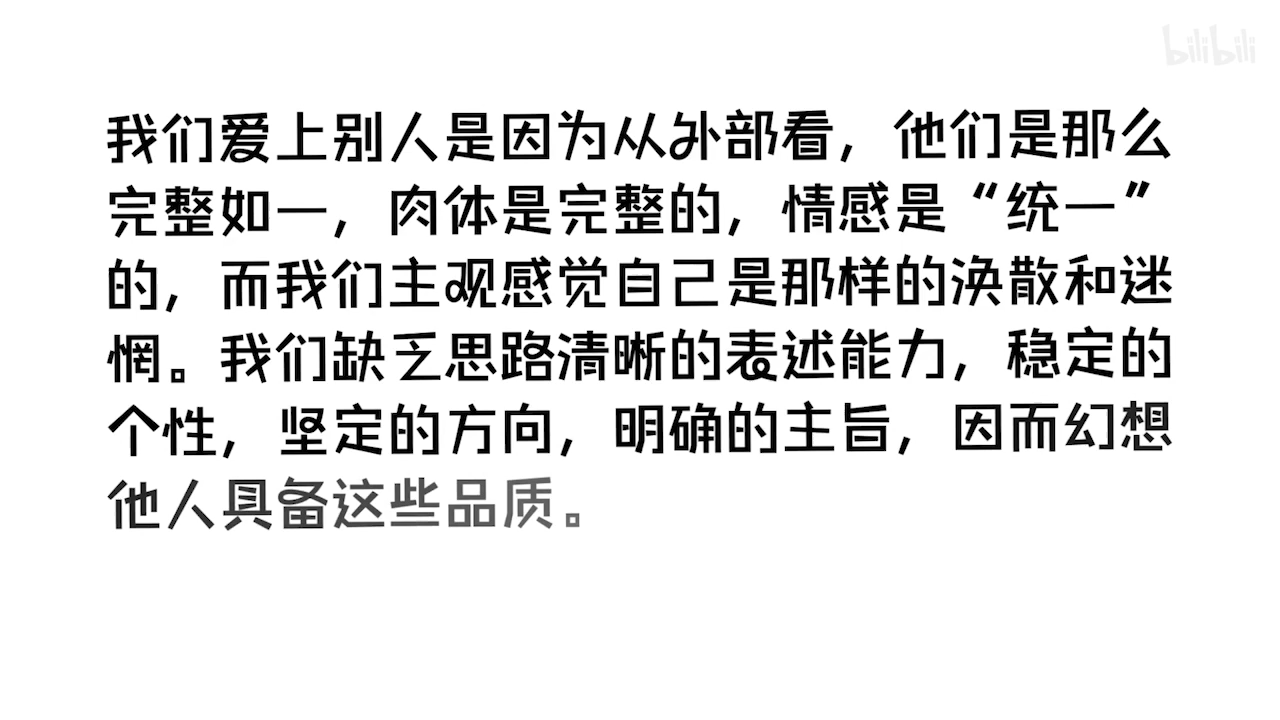 bilibili
我们爱上别人是因为从外部看，他们是那么
完整如一，肉体是完整的，情感是“统一”
的，而我们主观感觉自己是那样的涣散和迷
惘。我们缺乏思路清晰的表述能力，稳定的
个性，坚定的方向，明确的主旨，因而幻想
他人具备这些品质。